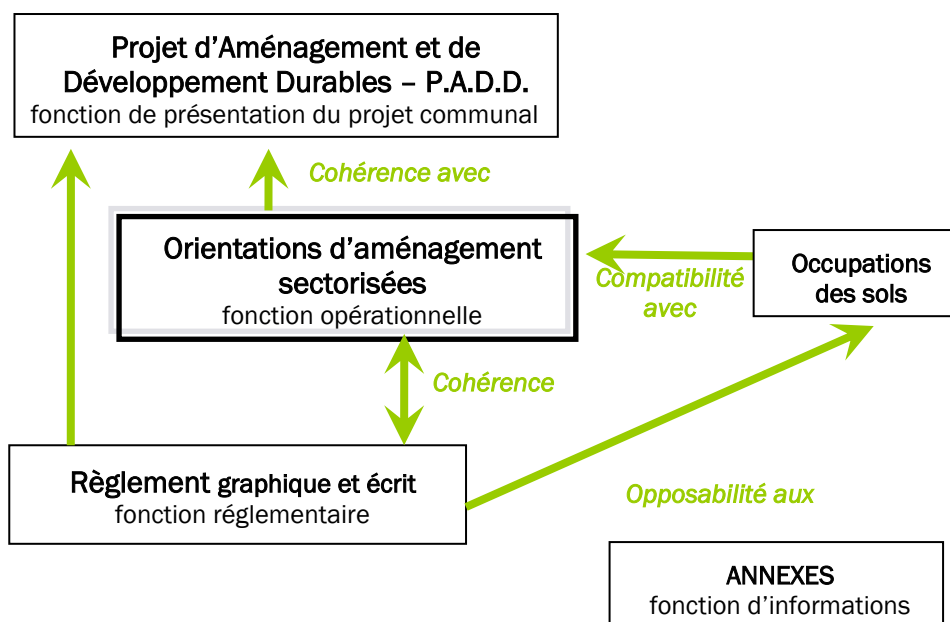 Projet d'Aménagement et de
Développement Durables – P.A.D.D.
fonction de présentation du projet communal
Cohérence avec
Orientations d'aménagement
sectorisées
fonction opérationnelle
Compatibilité
avec
Occupations
des sols
Cohérence
Règlement graphique et écrit
fonction réglementaire
Opposabilité aux
ANNEXES
fonction d'informations